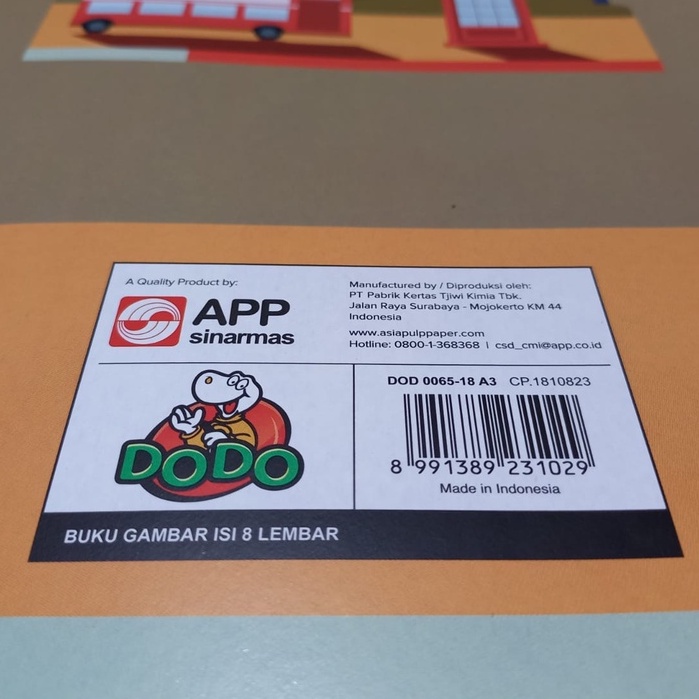 A Quality Product by:
APP
sinarmas
Manufactured by / Diproduksi oleh:
PT Pabrik Kertas Tjiwi Kimia Tbk.
Jalan Raya Surabaya - Mojokerto KM 44
Indonesia
www.asiapulppaper.com
Hotline: 0800-1-368368 | csd_cmi@app.co.id
DODO
DOD 0065-18 A3 CP.1810823
8 991389 231029
Made in Indonesia
BUKU GAMBAR ISI 8 LEMBAR